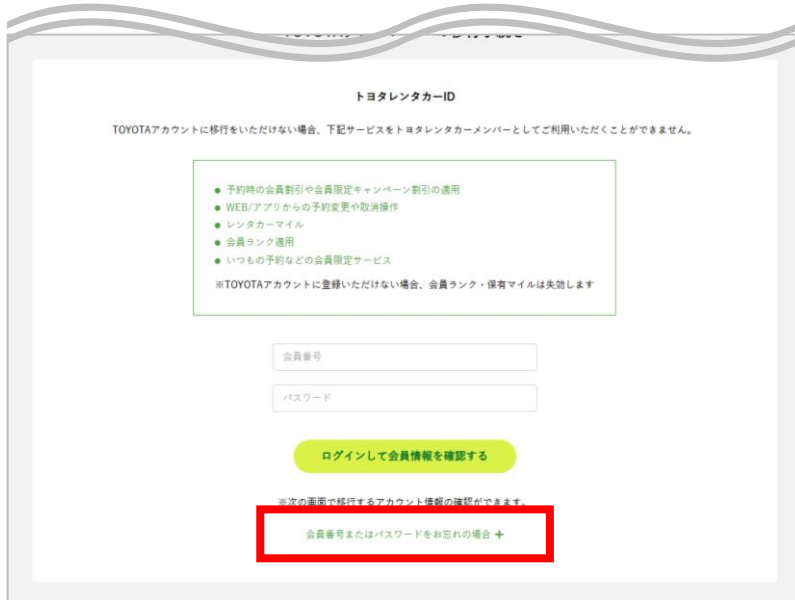 トヨタレンタカーID
TOYOTAアカウントに移行をいただけない場合、下記サービスをトヨタレンタカーメンバーとしてご利用いただくことができません。
● 予約時の会員割引や会員限定キャンペーン割引の適用
● WEB/アプリからの予約変更や取消操作
● レンタカーマイル
● 会員ランク適用
● いつもの予約などの会員限定サービス
※TOYOTAアカウントに登録いただけない場合、会員ランク・保有マイルは失効します
会員番号
パスワード
ログインして会員情報を確認する
※次の画面で移行するアカウント情報の確認ができます。
会員番号またはパスワードをお忘れの場合 +